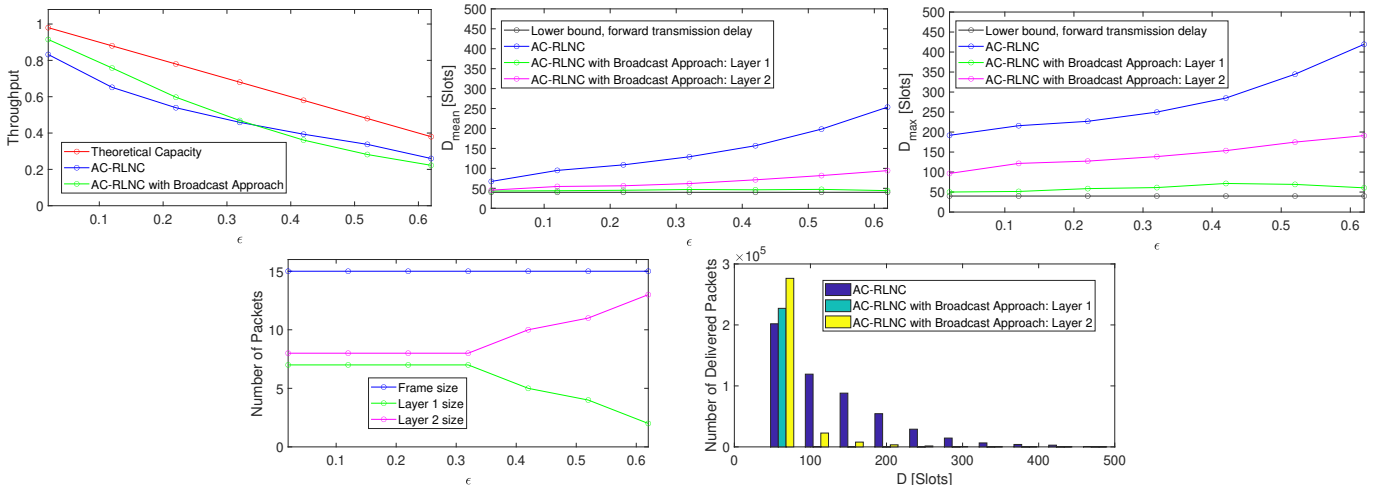 Throughput
1
0.8
0.6
0.4
0.2
0
Theoretical Capacity
AC-RLNC
AC-RLNC with Broadcast Approach
0.1 0.2 0.3 0.4 0.5 0.6
ϵ
D_mean [Slots]
500
450
400
350
300
250
200
150
100
50
0
Lower bound, forward transmission delay
AC-RLNC
AC-RLNC with Broadcast Approach: Layer 1
AC-RLNC with Broadcast Approach: Layer 2
0 0.1 0.2 0.3 0.4 0.5 0.6
ϵ
D_max [Slots]
500
450
400
350
300
250
200
150
100
50
0
Lower bound, forward transmission delay
AC-RLNC
AC-RLNC with Broadcast Approach: Layer 1
AC-RLNC with Broadcast Approach: Layer 2
0.1 0.2 0.3 0.4 0.5 0.6
ϵ
Number of Packets
15
10
5
0
Frame size
Layer 1 size
Layer 2 size
0.1 0.2 0.3 0.4 0.5 0.6
ϵ
Number of Delivered Packets
×10^5
3
2
1
0
AC-RLNC
AC-RLNC with Broadcast Approach: Layer 1
AC-RLNC with Broadcast Approach: Layer 2
0 100 200 300 400 500
D [Slots]